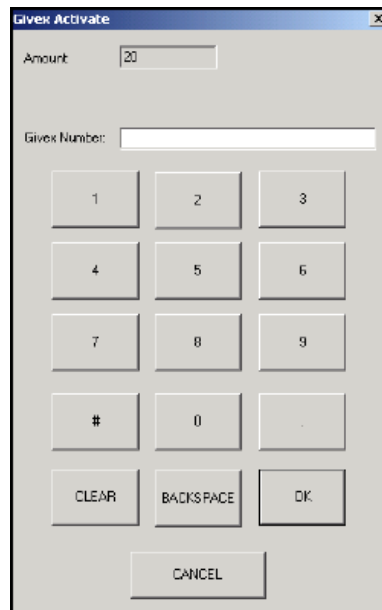 Givex Activate
Amount 20
Givex Number:
1 2 3
4 5 6
7 8 9
# 0 .
CLEAR BACKSPACE OK
CANCEL